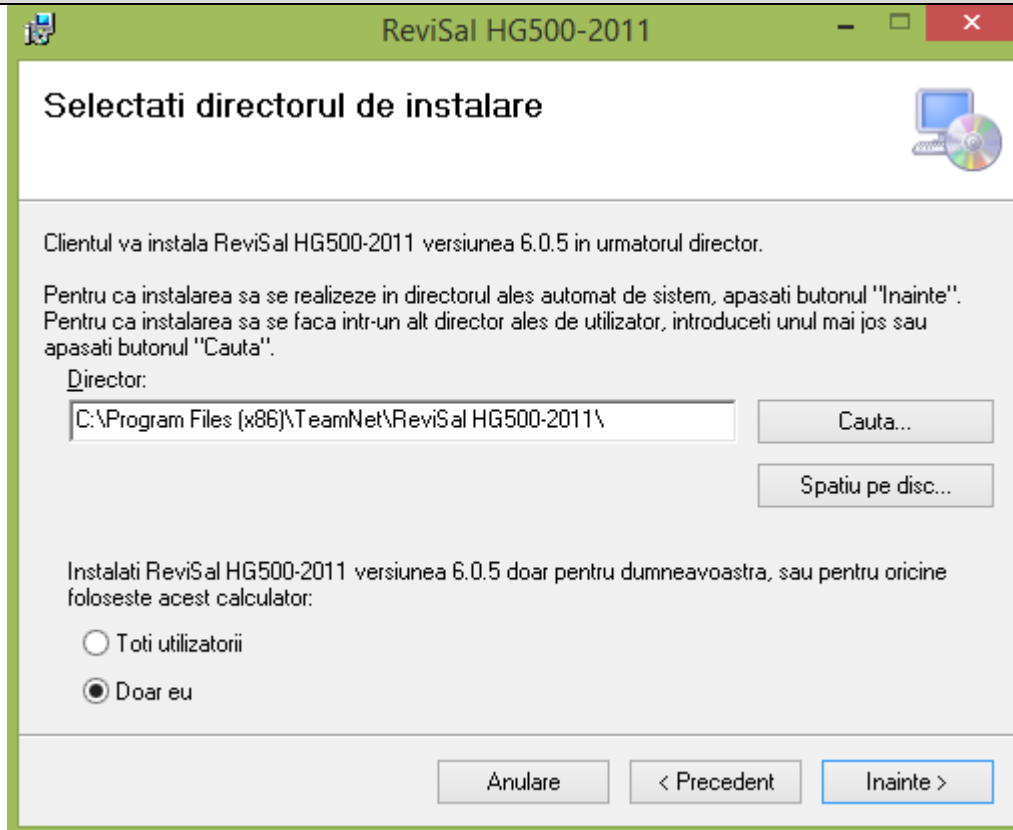 ReviSal HG500-2011
Selectati directorul de instalare
Clientul va instala ReviSal HG500-2011 versiunea 6.0.5 in urmatorul director.
Pentru ca instalarea sa se realizeze in directorul ales automat de sistem, apasati butonul "Inainte".
Pentru ca instalarea sa se faca intr-un alt director ales de utilizator, introduceti unul mai jos sau
apasati butonul "Cauta".
Director:
C:\Program Files (x86)\TeamNet\ReviSal HG500-2011\
Cauta...
Spatiu pe disc...
Instalati ReviSal HG500-2011 versiunea 6.0.5 doar pentru dumneavoastra, sau pentru oricine
foloseste acest calculator:
Toti utilizatorii
Doar eu
Anulare
< Precedent
Inainte >